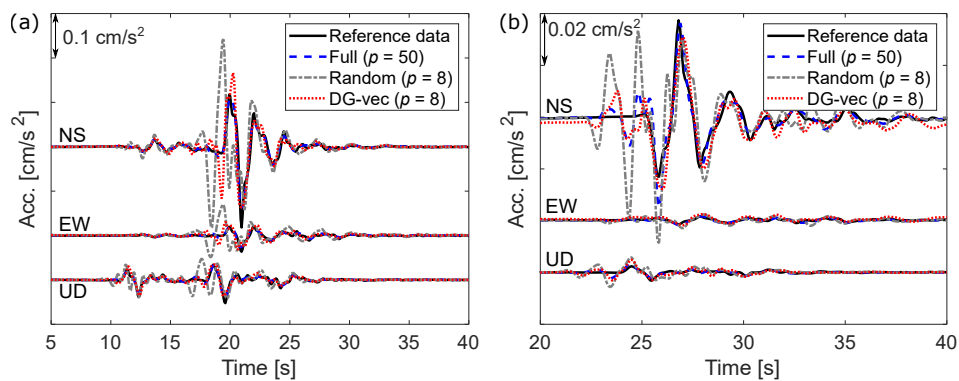 (a)
0.1 cm/s²
Reference data
Full (p = 50)
Random (p = 8)
DG-vec (p = 8)
NS
EW
UD
Acc. [cm/s²]
5 10 15 20 25 30 35 40
Time [s]
(b)
0.02 cm/s²
Reference data
Full (p = 50)
Random (p = 8)
DG-vec (p = 8)
NS
EW
UD
Acc. [cm/s²]
20 25 30 35 40
Time [s]